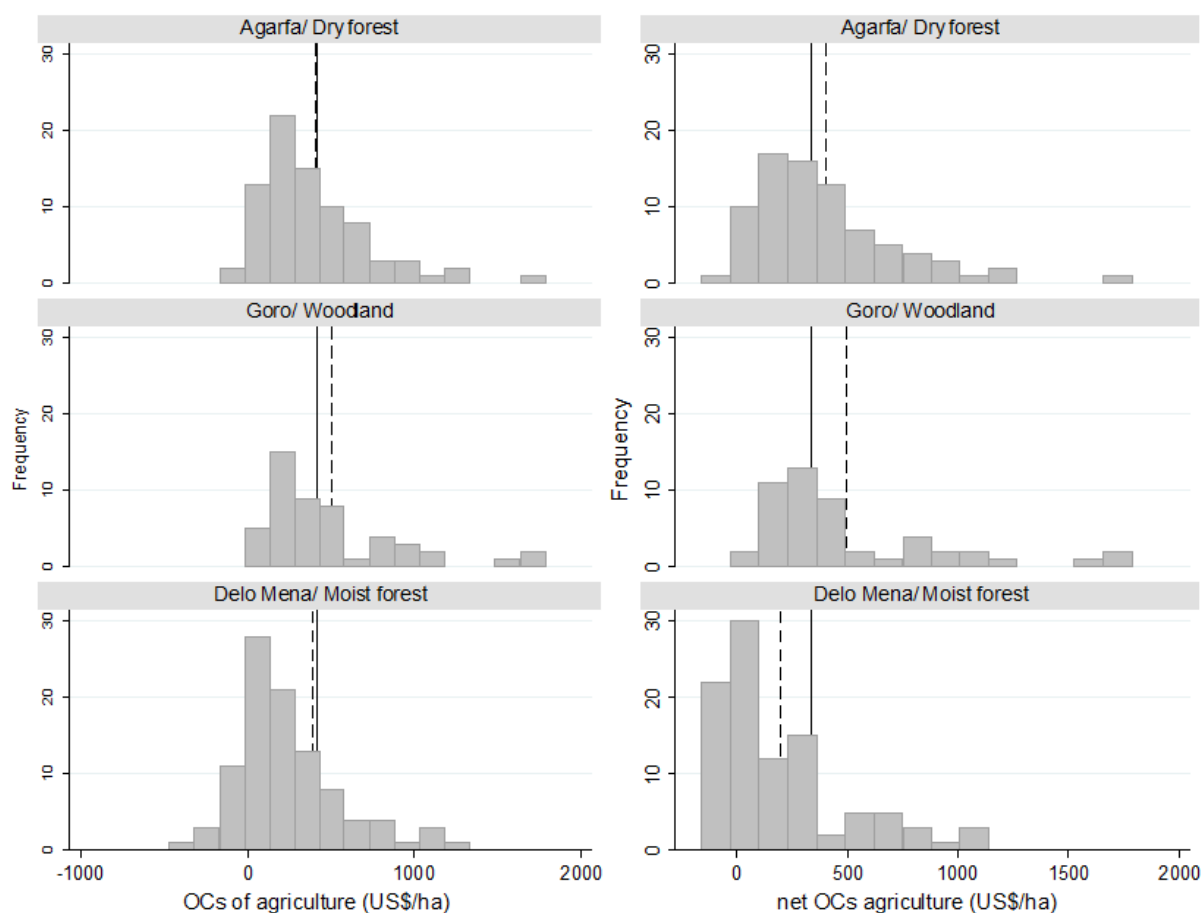 Agarfa/ Dry forest
30
20
10
0
Goro/ Woodland
30
20
10
0
Delo Mena/ Moist forest
30
20
10
0
Frequency
-1000 0 1000 2000
OCs of agriculture (US$/ha)
Agarfa/ Dry forest
30
20
10
0
Goro/ Woodland
30
20
10
0
Delo Mena/ Moist forest
30
20
10
0
Frequency
0 500 1000 1500 2000
net OCs agriculture (US$/ha)